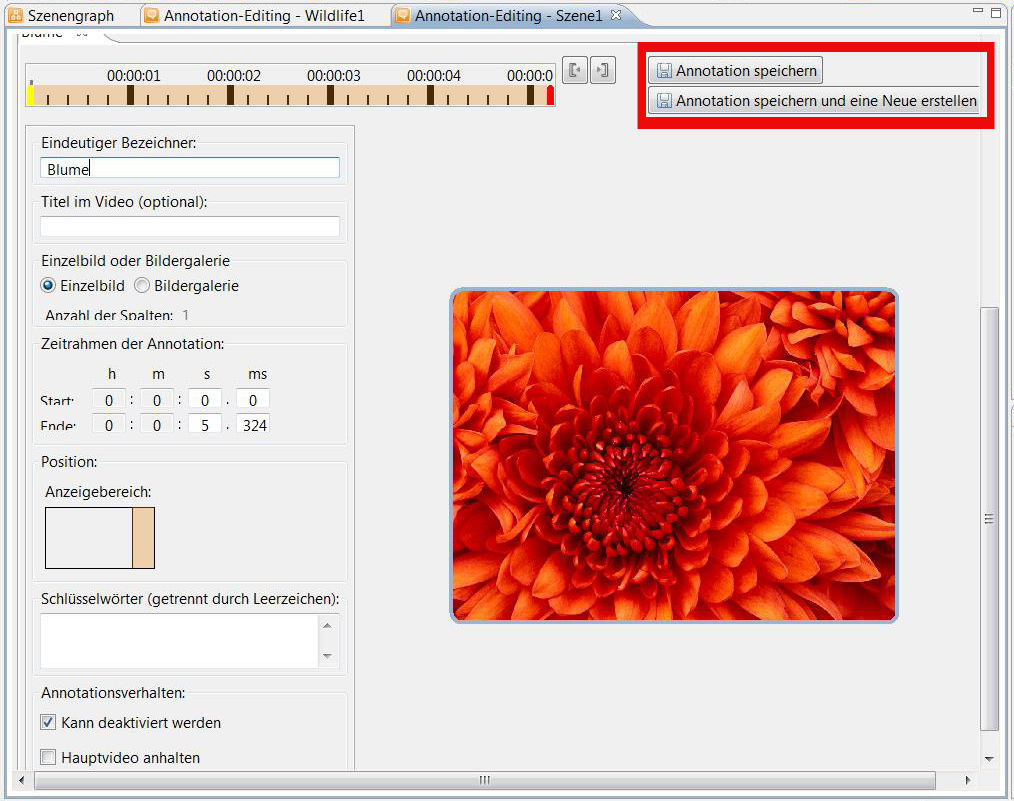 Szenengraph
Annotation-Editing - Wildlife1
Annotation-Editing - Szene1
Blume
00:00:01 00:00:02 00:00:03 00:00:04 00:00:0
Annotation speichern
Annotation speichern und eine Neue erstellen
Eindeutiger Bezeichner:
Blume
Titel im Video (optional):
Einzelbild oder Bildergalerie
Einzelbild Bildergalerie
Anzahl der Spalten: 1
Zeitrahmen der Annotation:
h m s ms
Start: 0 : 0 : 0 . 0
Ende: 0 : 0 : 5 . 324
Position:
Anzeigebereich:
Schlüsselwörter (getrennt durch Leerzeichen):
Annotationsverhalten:
Kann deaktiviert werden
Hauptvideo anhalten